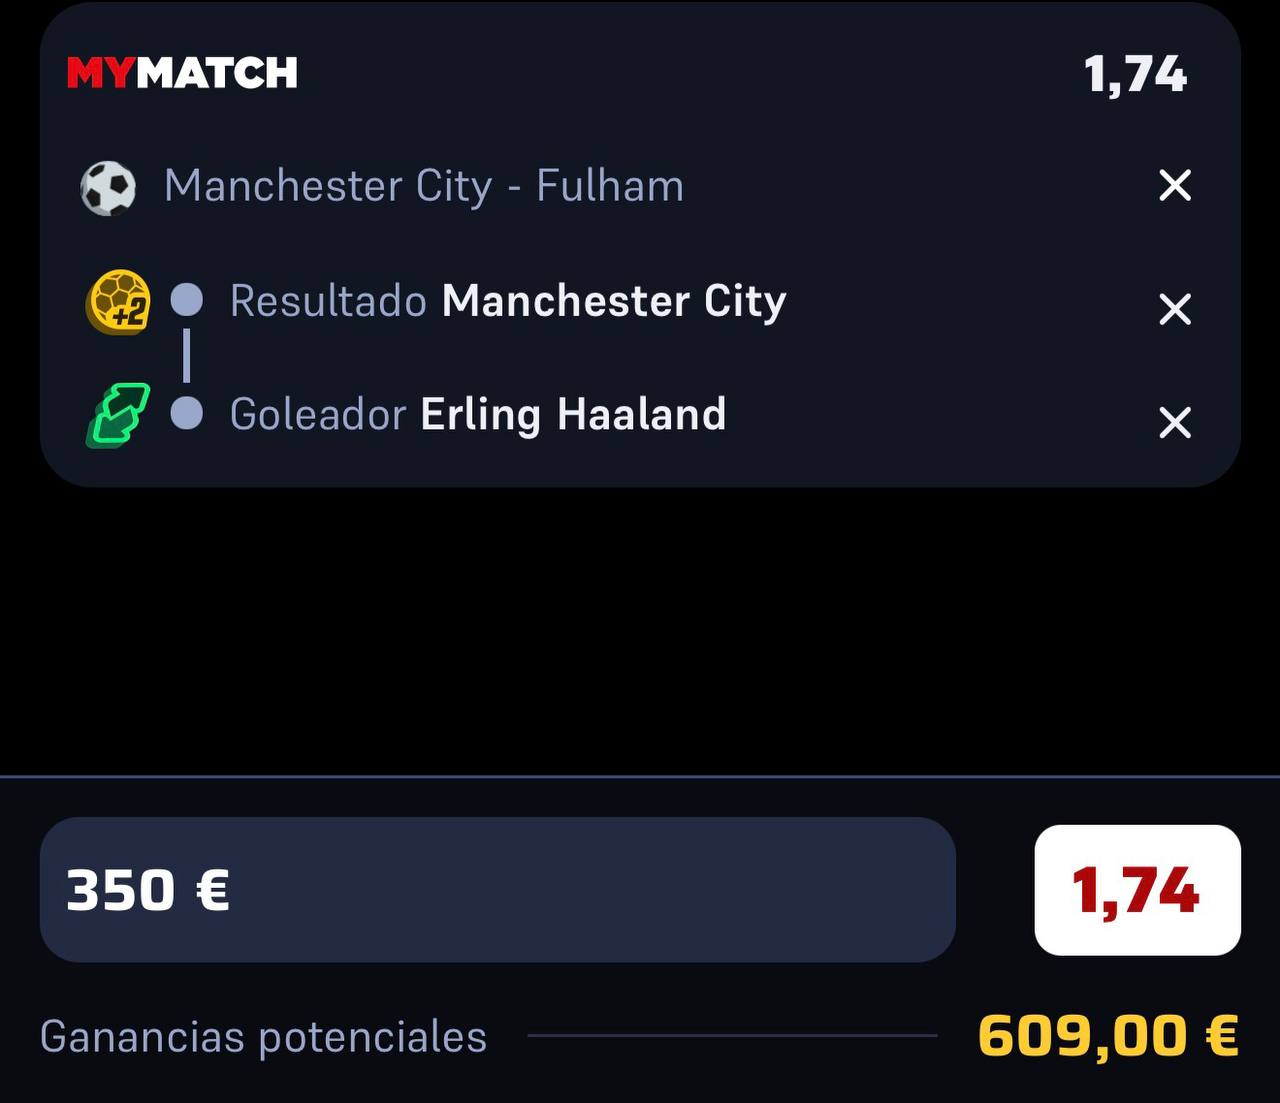 MYMATCH 1,74
Manchester City - Fulham
+2 Resultado Manchester City
Goleador Erling Haaland
350 € 1,74
Ganancias potenciales 609,00 €